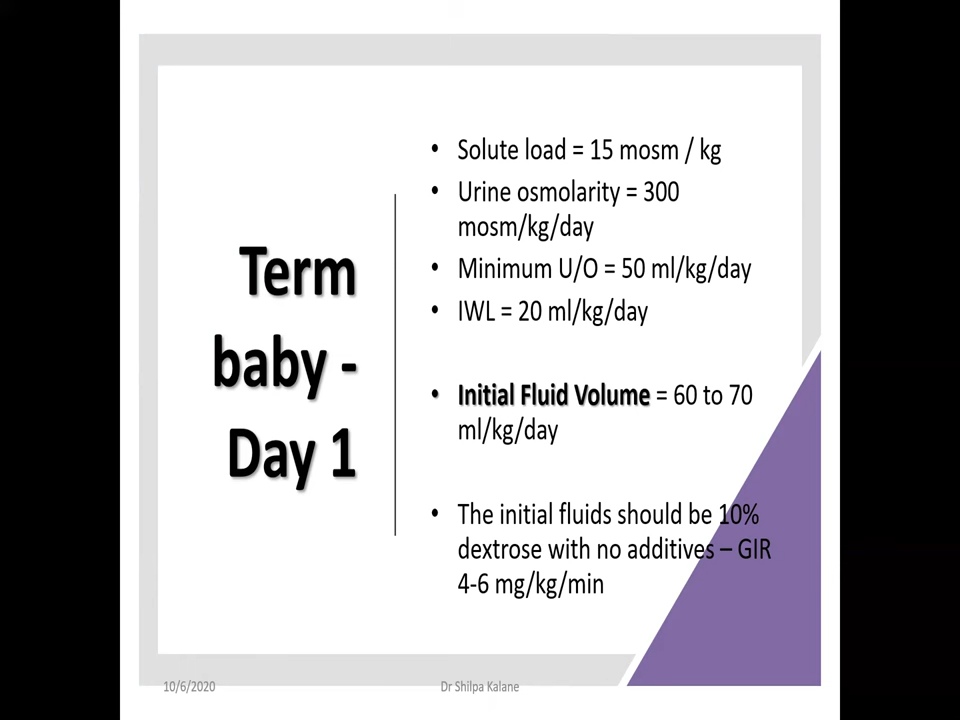 Term
baby -
Day 1
• Solute load = 15 mosm / kg
• Urine osmolarity = 300
mosm/kg/day
• Minimum U/O = 50 ml/kg/day
• IWL = 20 ml/kg/day
• Initial Fluid Volume = 60 to 70
ml/kg/day
• The initial fluids should be 10%
dextrose with no additives – GIR
4-6 mg/kg/min
10/6/2020
Dr Shilpa Kalane